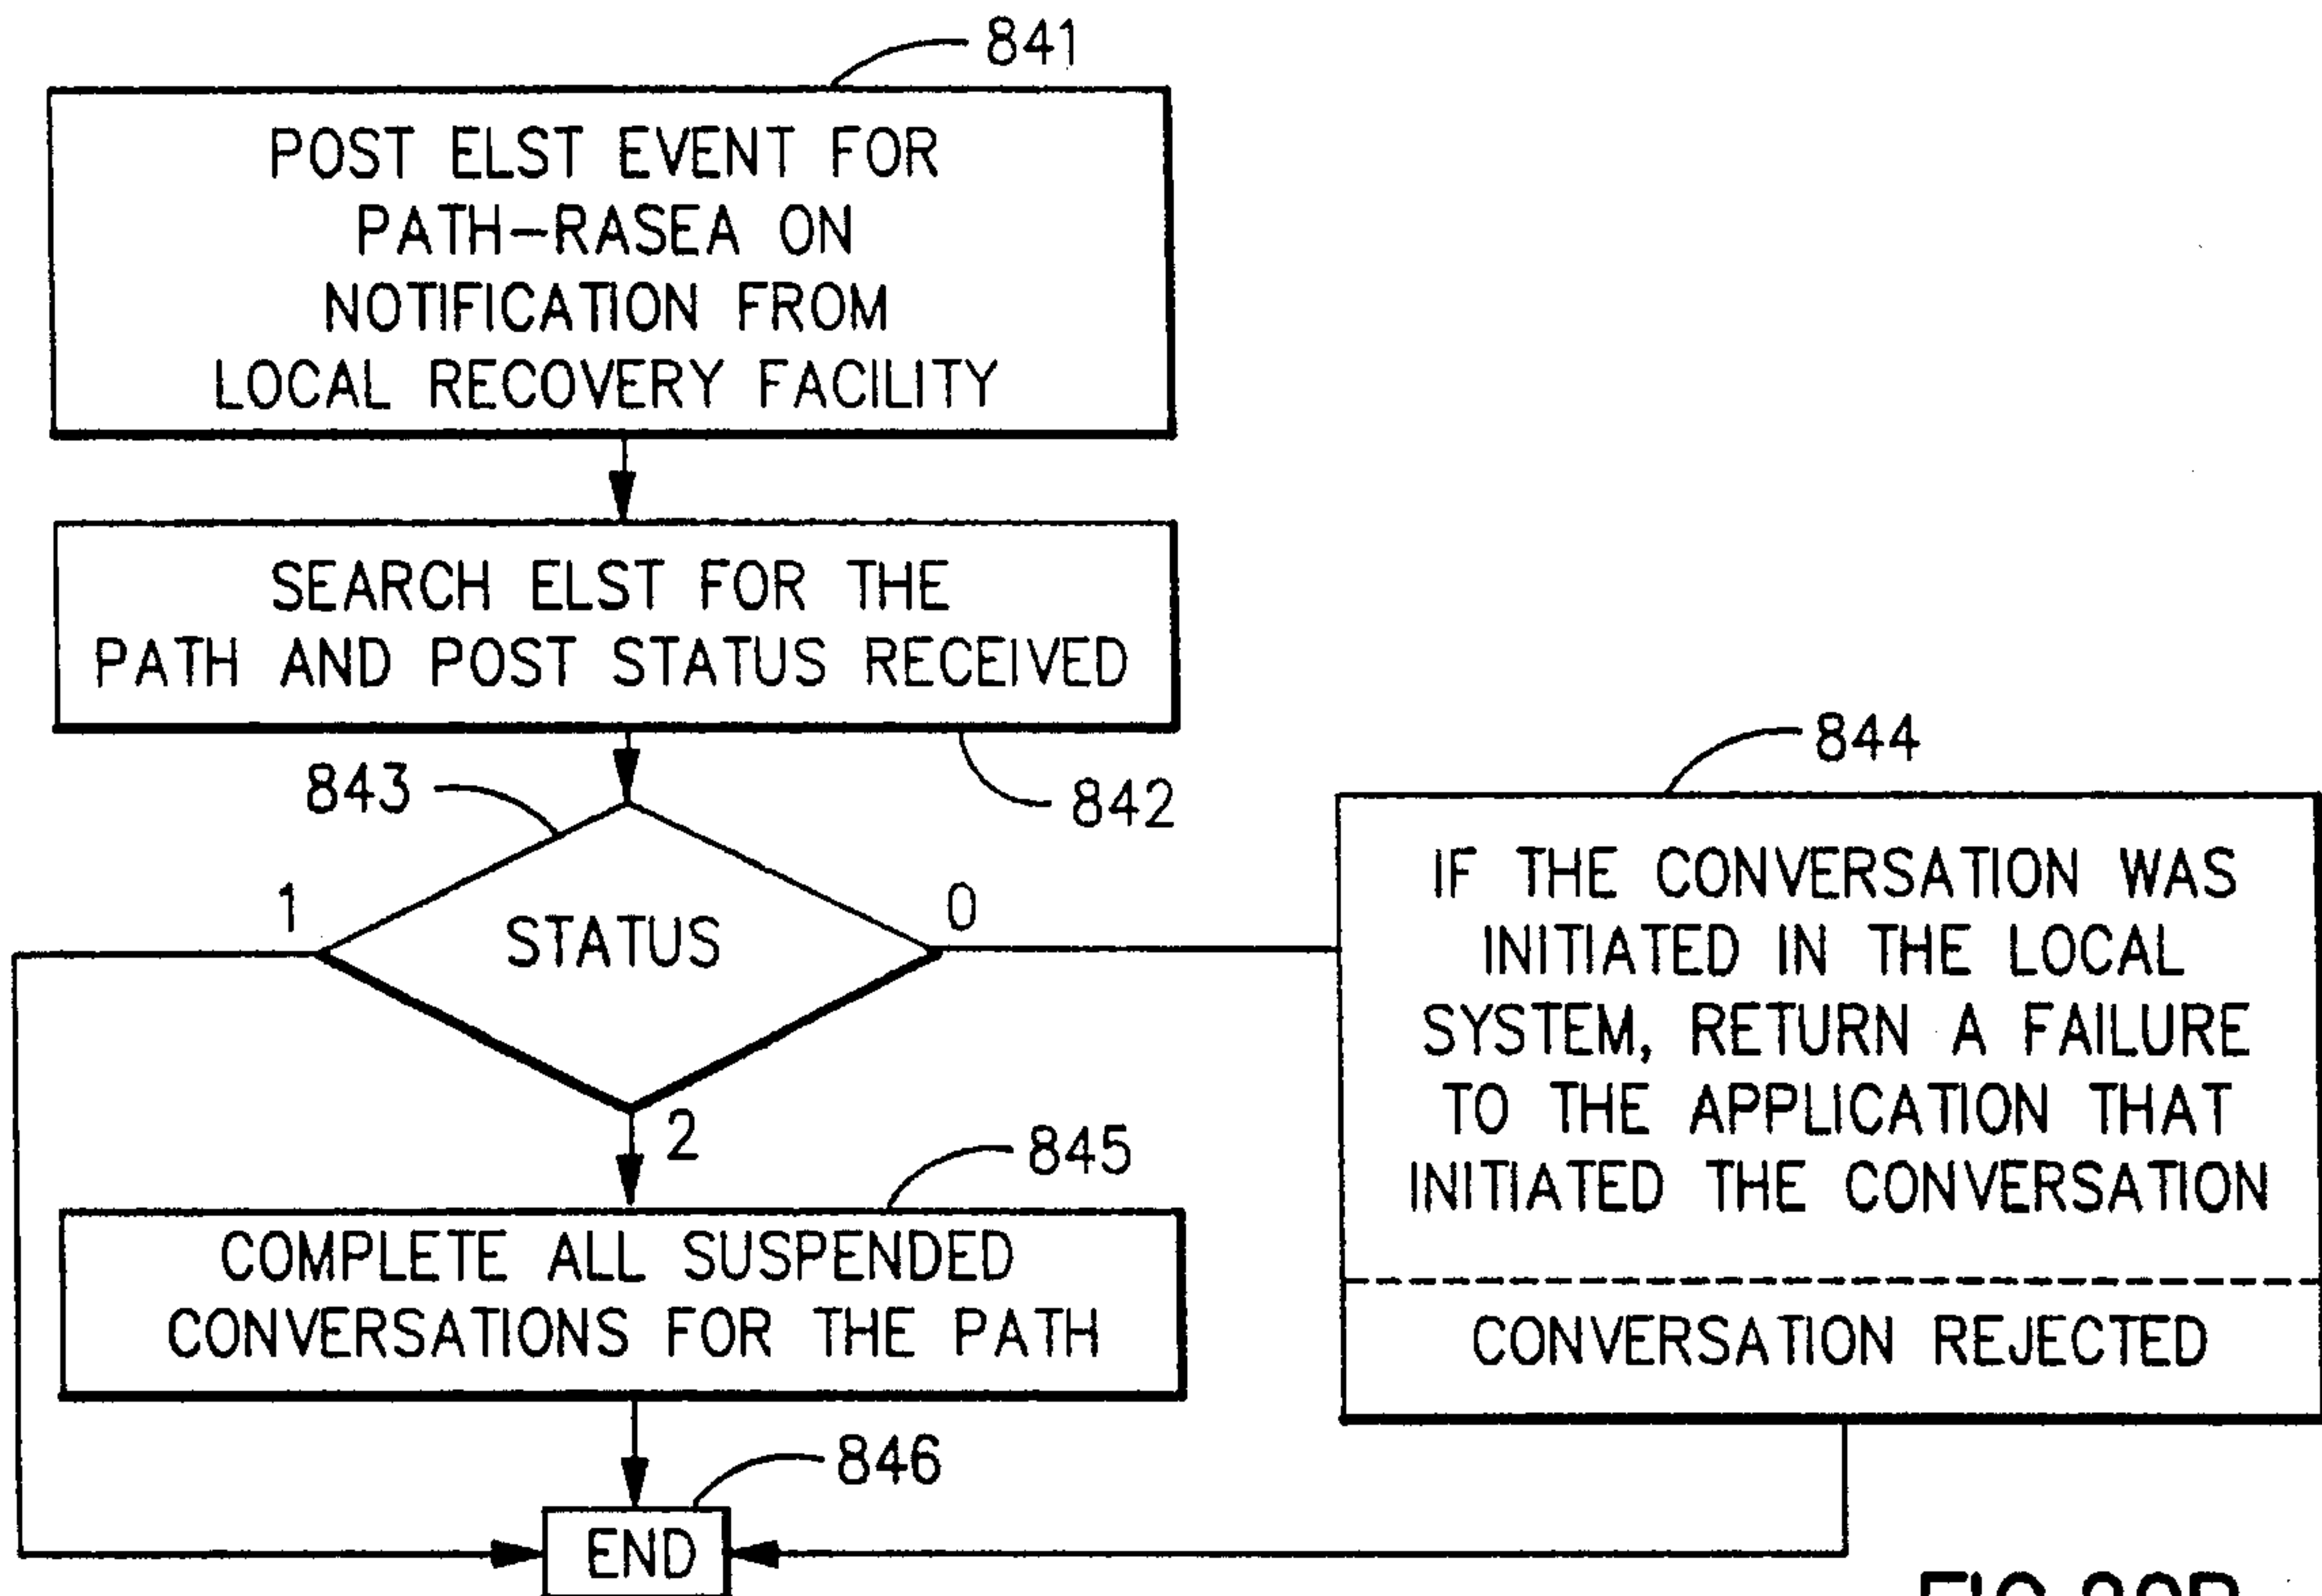 841
POST ELST EVENT FOR
PATH-RASEA ON
NOTIFICATION FROM
LOCAL RECOVERY FACILITY
SEARCH ELST FOR THE
PATH AND POST STATUS RECEIVED
842
843
STATUS
1
0
2
844
IF THE CONVERSATION WAS
INITIATED IN THE LOCAL
SYSTEM, RETURN A FAILURE
TO THE APPLICATION THAT
INITIATED THE CONVERSATION
CONVERSATION REJECTED
845
COMPLETE ALL SUSPENDED
CONVERSATIONS FOR THE PATH
846
END